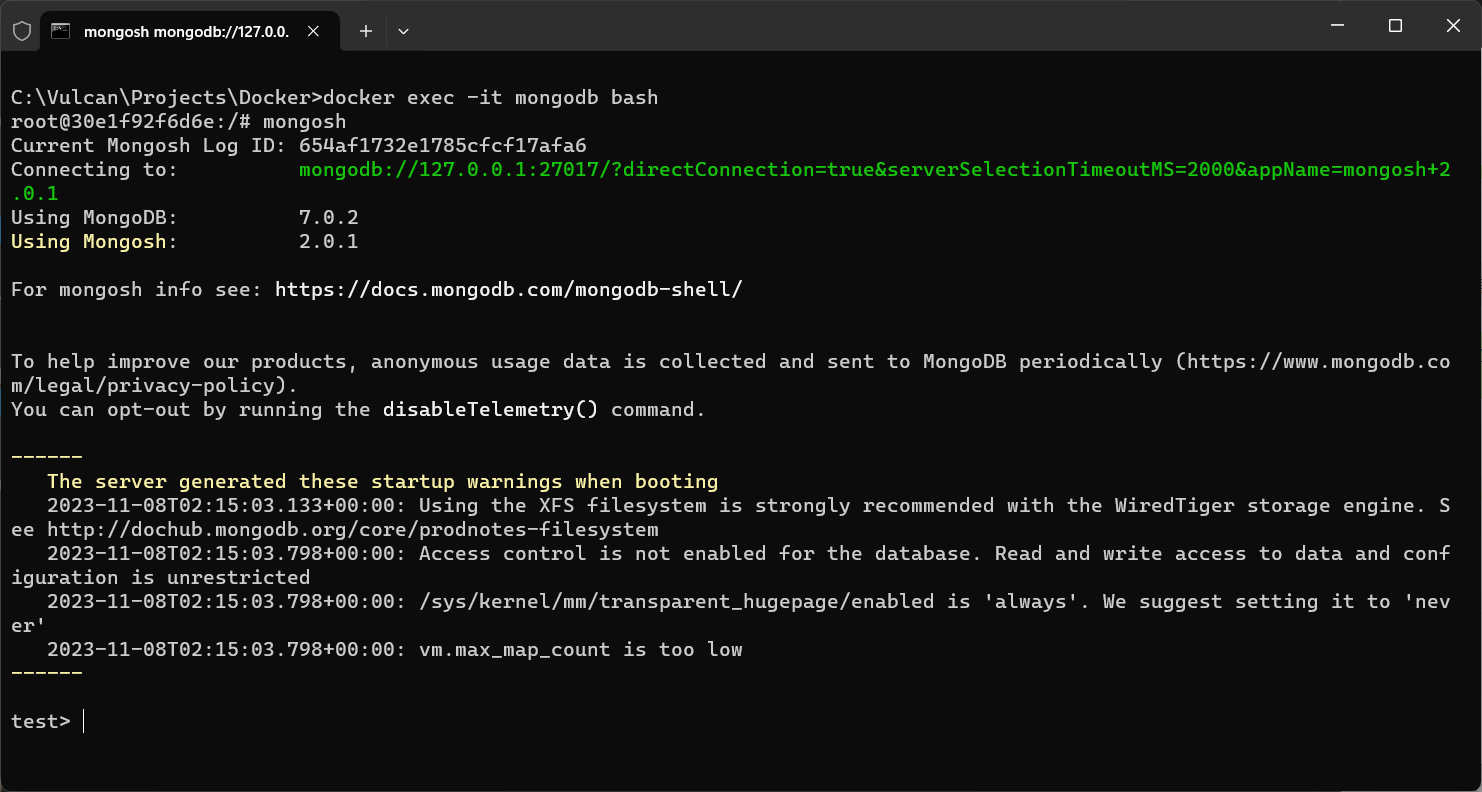 mongosh mongodb://127.0.0.
C:\Vulcan\Projects\Docker>docker exec -it mongodb bash
root@30e1f92f6d6e:/# mongosh
Current Mongosh Log ID: 654af1732e1785cfcf17afa6
Connecting to:          mongodb://127.0.0.1:27017/?directConnection=true&serverSelectionTimeoutMS=2000&appName=mongosh+2
.0.1
Using MongoDB:          7.0.2
Using Mongosh:          2.0.1
For mongosh info see: https://docs.mongodb.com/mongodb-shell/
To help improve our products, anonymous usage data is collected and sent to MongoDB periodically (https://www.mongodb.co
m/legal/privacy-policy).
You can opt-out by running the disableTelemetry() command.
------
   The server generated these startup warnings when booting
   2023-11-08T02:15:03.133+00:00: Using the XFS filesystem is strongly recommended with the WiredTiger storage engine. S
ee http://dochub.mongodb.org/core/prodnotes-filesystem
   2023-11-08T02:15:03.798+00:00: Access control is not enabled for the database. Read and write access to data and conf
iguration is unrestricted
   2023-11-08T02:15:03.798+00:00: /sys/kernel/mm/transparent_hugepage/enabled is 'always'. We suggest setting it to 'nev
er'
   2023-11-08T02:15:03.798+00:00: vm.max_map_count is too low
------
test>